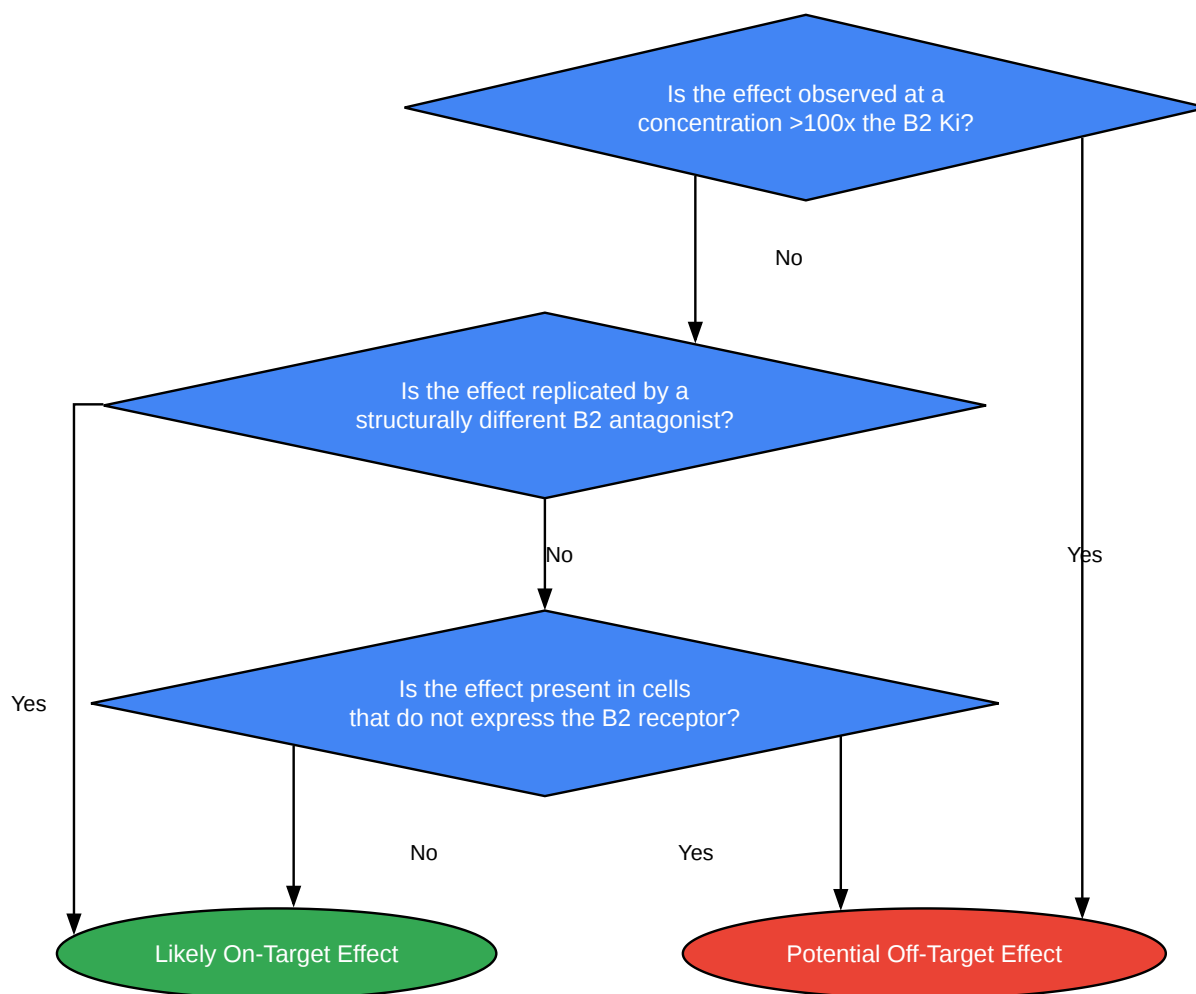 Is the effect observed at a
concentration >100x the B2 Ki?
No
Is the effect replicated by a
structurally different B2 antagonist?
No
Yes
Is the effect present in cells
that do not express the B2 receptor?
Yes
No
Yes
Likely On-Target Effect
Potential Off-Target Effect